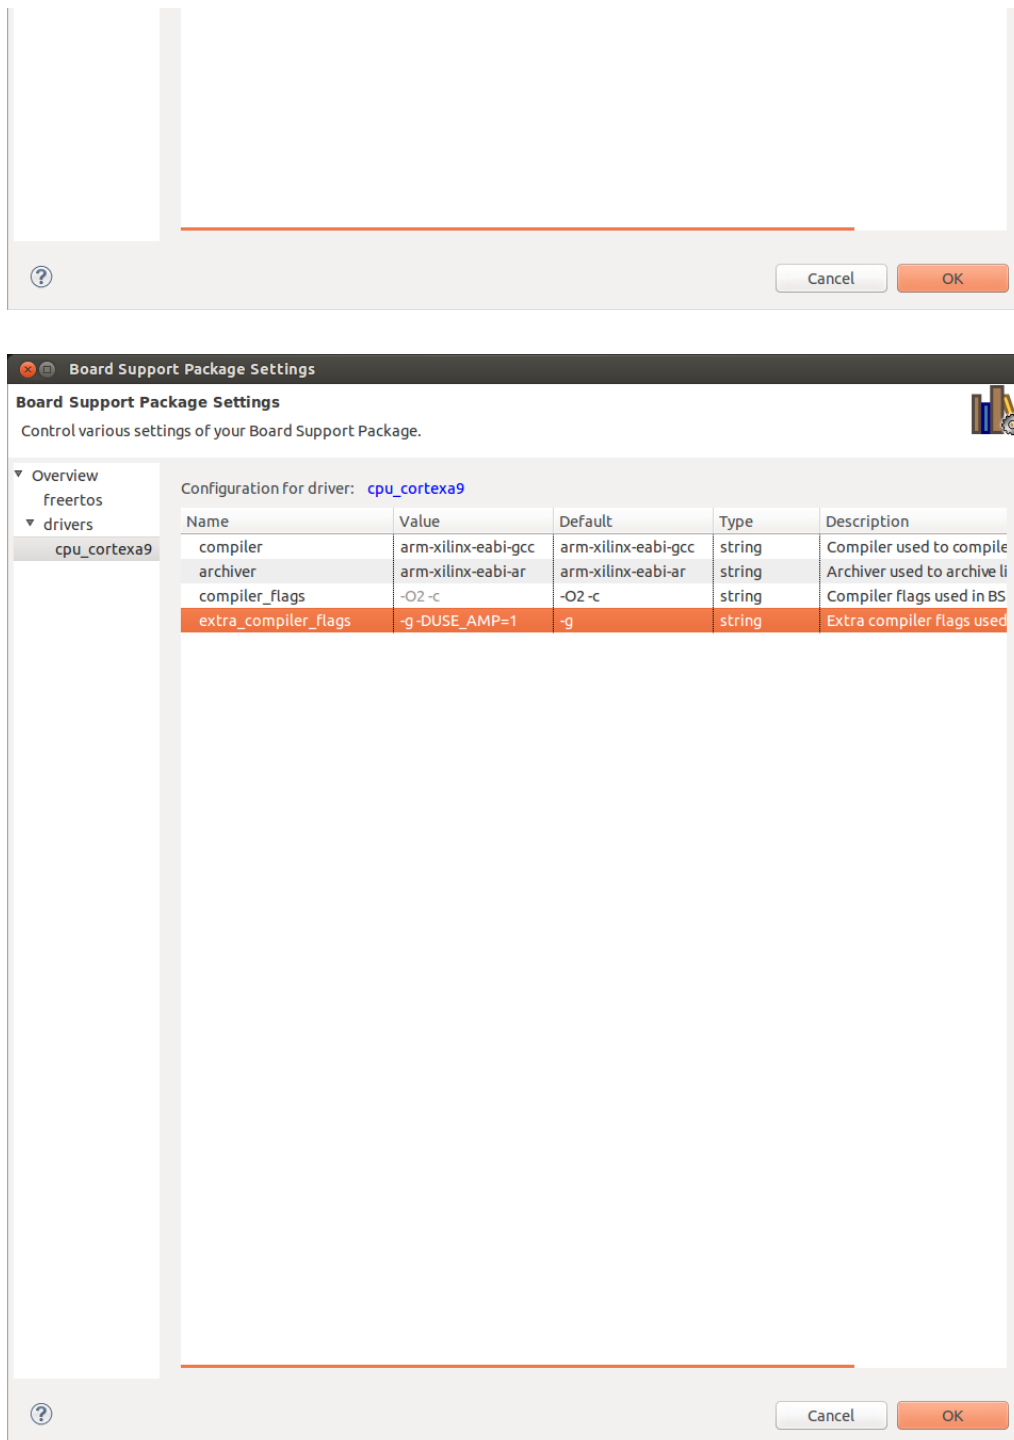 Cancel OK
Board Support Package Settings
Board Support Package Settings
Control various settings of your Board Support Package.
Overview
freertos
drivers
cpu_cortexa9
Configuration for driver: cpu_cortexa9
Name Value Default Type Description
compiler arm-xilinx-eabi-gcc arm-xilinx-eabi-gcc string Compiler used to compile
archiver arm-xilinx-eabi-ar arm-xilinx-eabi-ar string Archiver used to archive li
compiler_flags -O2 -c -O2 -c string Compiler flags used in BS
extra_compiler_flags -g -DUSE_AMP=1 -g string Extra compiler flags used
Cancel OK